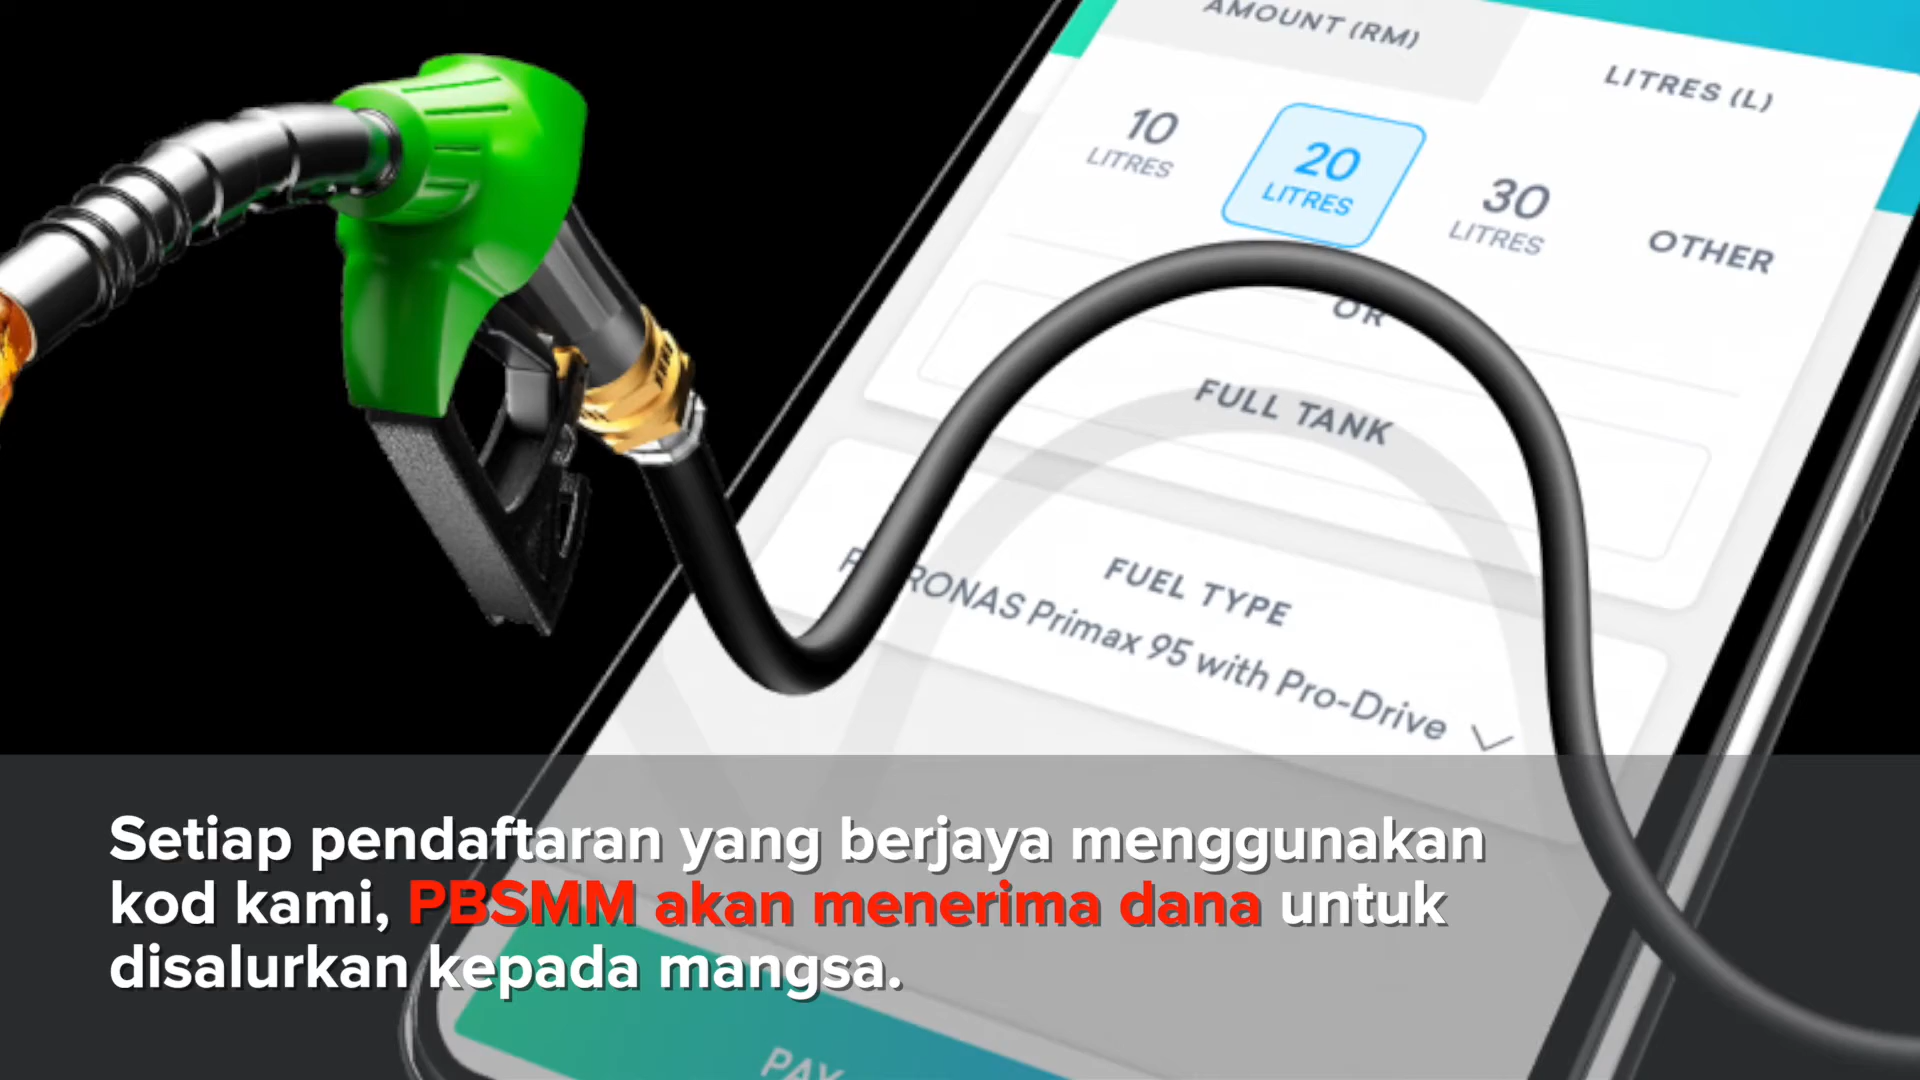 AMOUNT (RM)
LITRES (L)
10
LITRES
20
LITRES
30
LITRES
OTHER
OR
FULL TANK
FUEL TYPE
PETRONAS Primax 95 with Pro-Drive
Setiap pendaftaran yang berjaya menggunakan
kod kami, PBSMM akan menerima dana untuk
disalurkan kepada mangsa.
PAY